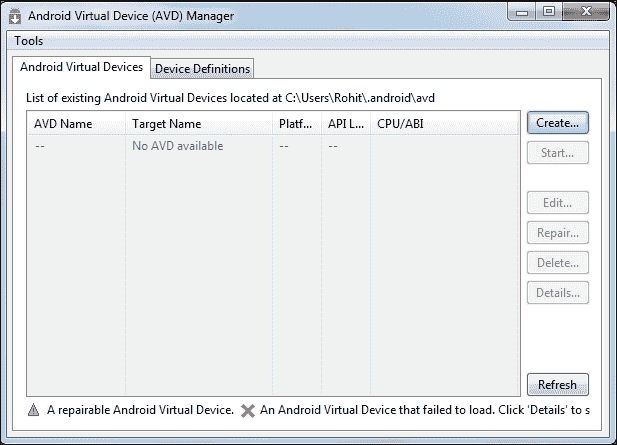 Android Virtual Device (AVD) Manager
Tools
Android Virtual Devices Device Definitions
List of existing Android Virtual Devices located at C:\Users\Rohit\.android\avd
AVD Name Target Name Platf... API L... CPU/ABI
-- No AVD available -- --
Create...
Start...
Edit...
Repair...
Delete...
Details...
Refresh
A repairable Android Virtual Device. An Android Virtual Device that failed to load. Click 'Details' to s